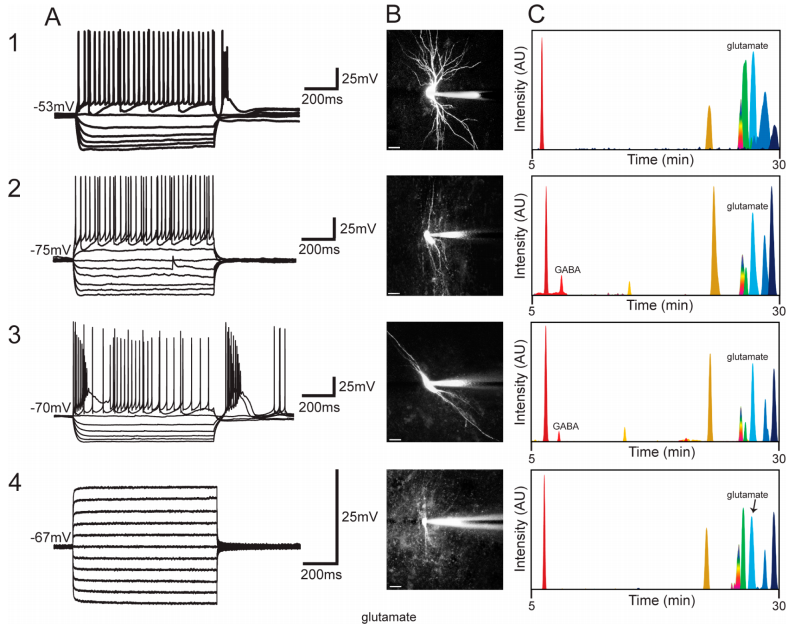 A B C
1
-53mV
25mV
200ms
Intensity (AU)
glutamate
5 Time (min) 30
2
-75mV
25mV
200ms
Intensity (AU)
GABA
glutamate
5 Time (min) 30
3
-70mV
25mV
200ms
Intensity (AU)
GABA
glutamate
5 Time (min) 30
4
-67mV
25mV
200ms
Intensity (AU)
glutamate
5 Time (min) 30
glutamate